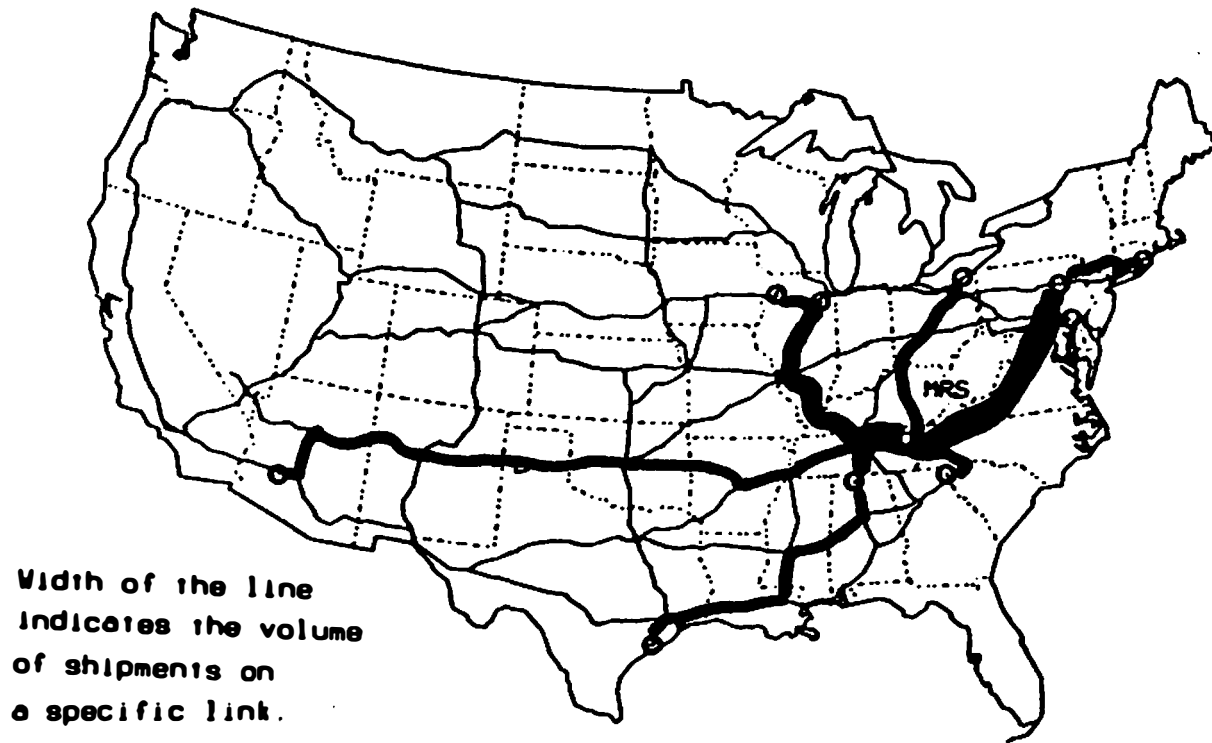 MRS
Width of the line
indicates the volume
of shipments on
a specific link.